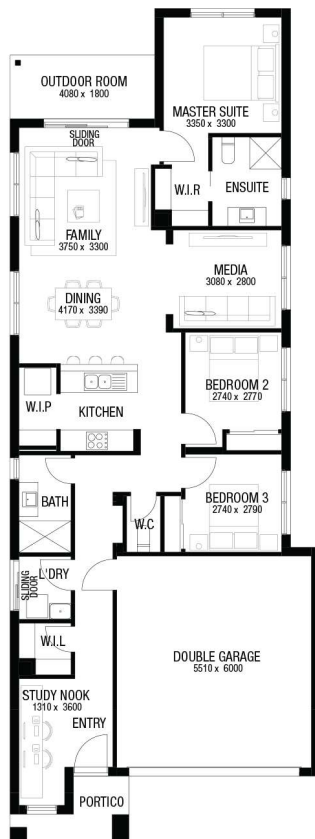 OUTDOOR ROOM
4080 x 1800
MASTER SUITE
3350 x 3300
SLIDING
DOOR
W.I.R
ENSUITE
FAMILY
3750 x 3300
MEDIA
3080 x 2800
DINING
4170 x 3390
W.I.P
KITCHEN
BEDROOM 2
2740 x 2770
BATH
W.C
BEDROOM 3
2740 x 2790
SLIDING
DOOR
L'DRY
W.I.L
DOUBLE GARAGE
5510 x 6000
STUDY NOOK
1310 x 3600
ENTRY
PORTICO